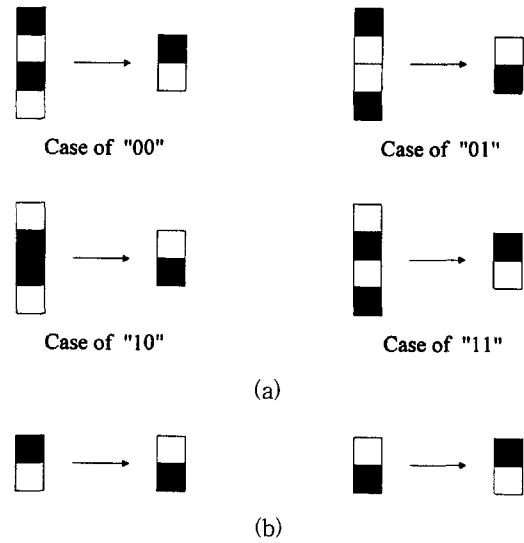 Case of "00"
Case of "01"
Case of "10"
Case of "11"
(a)
(b)